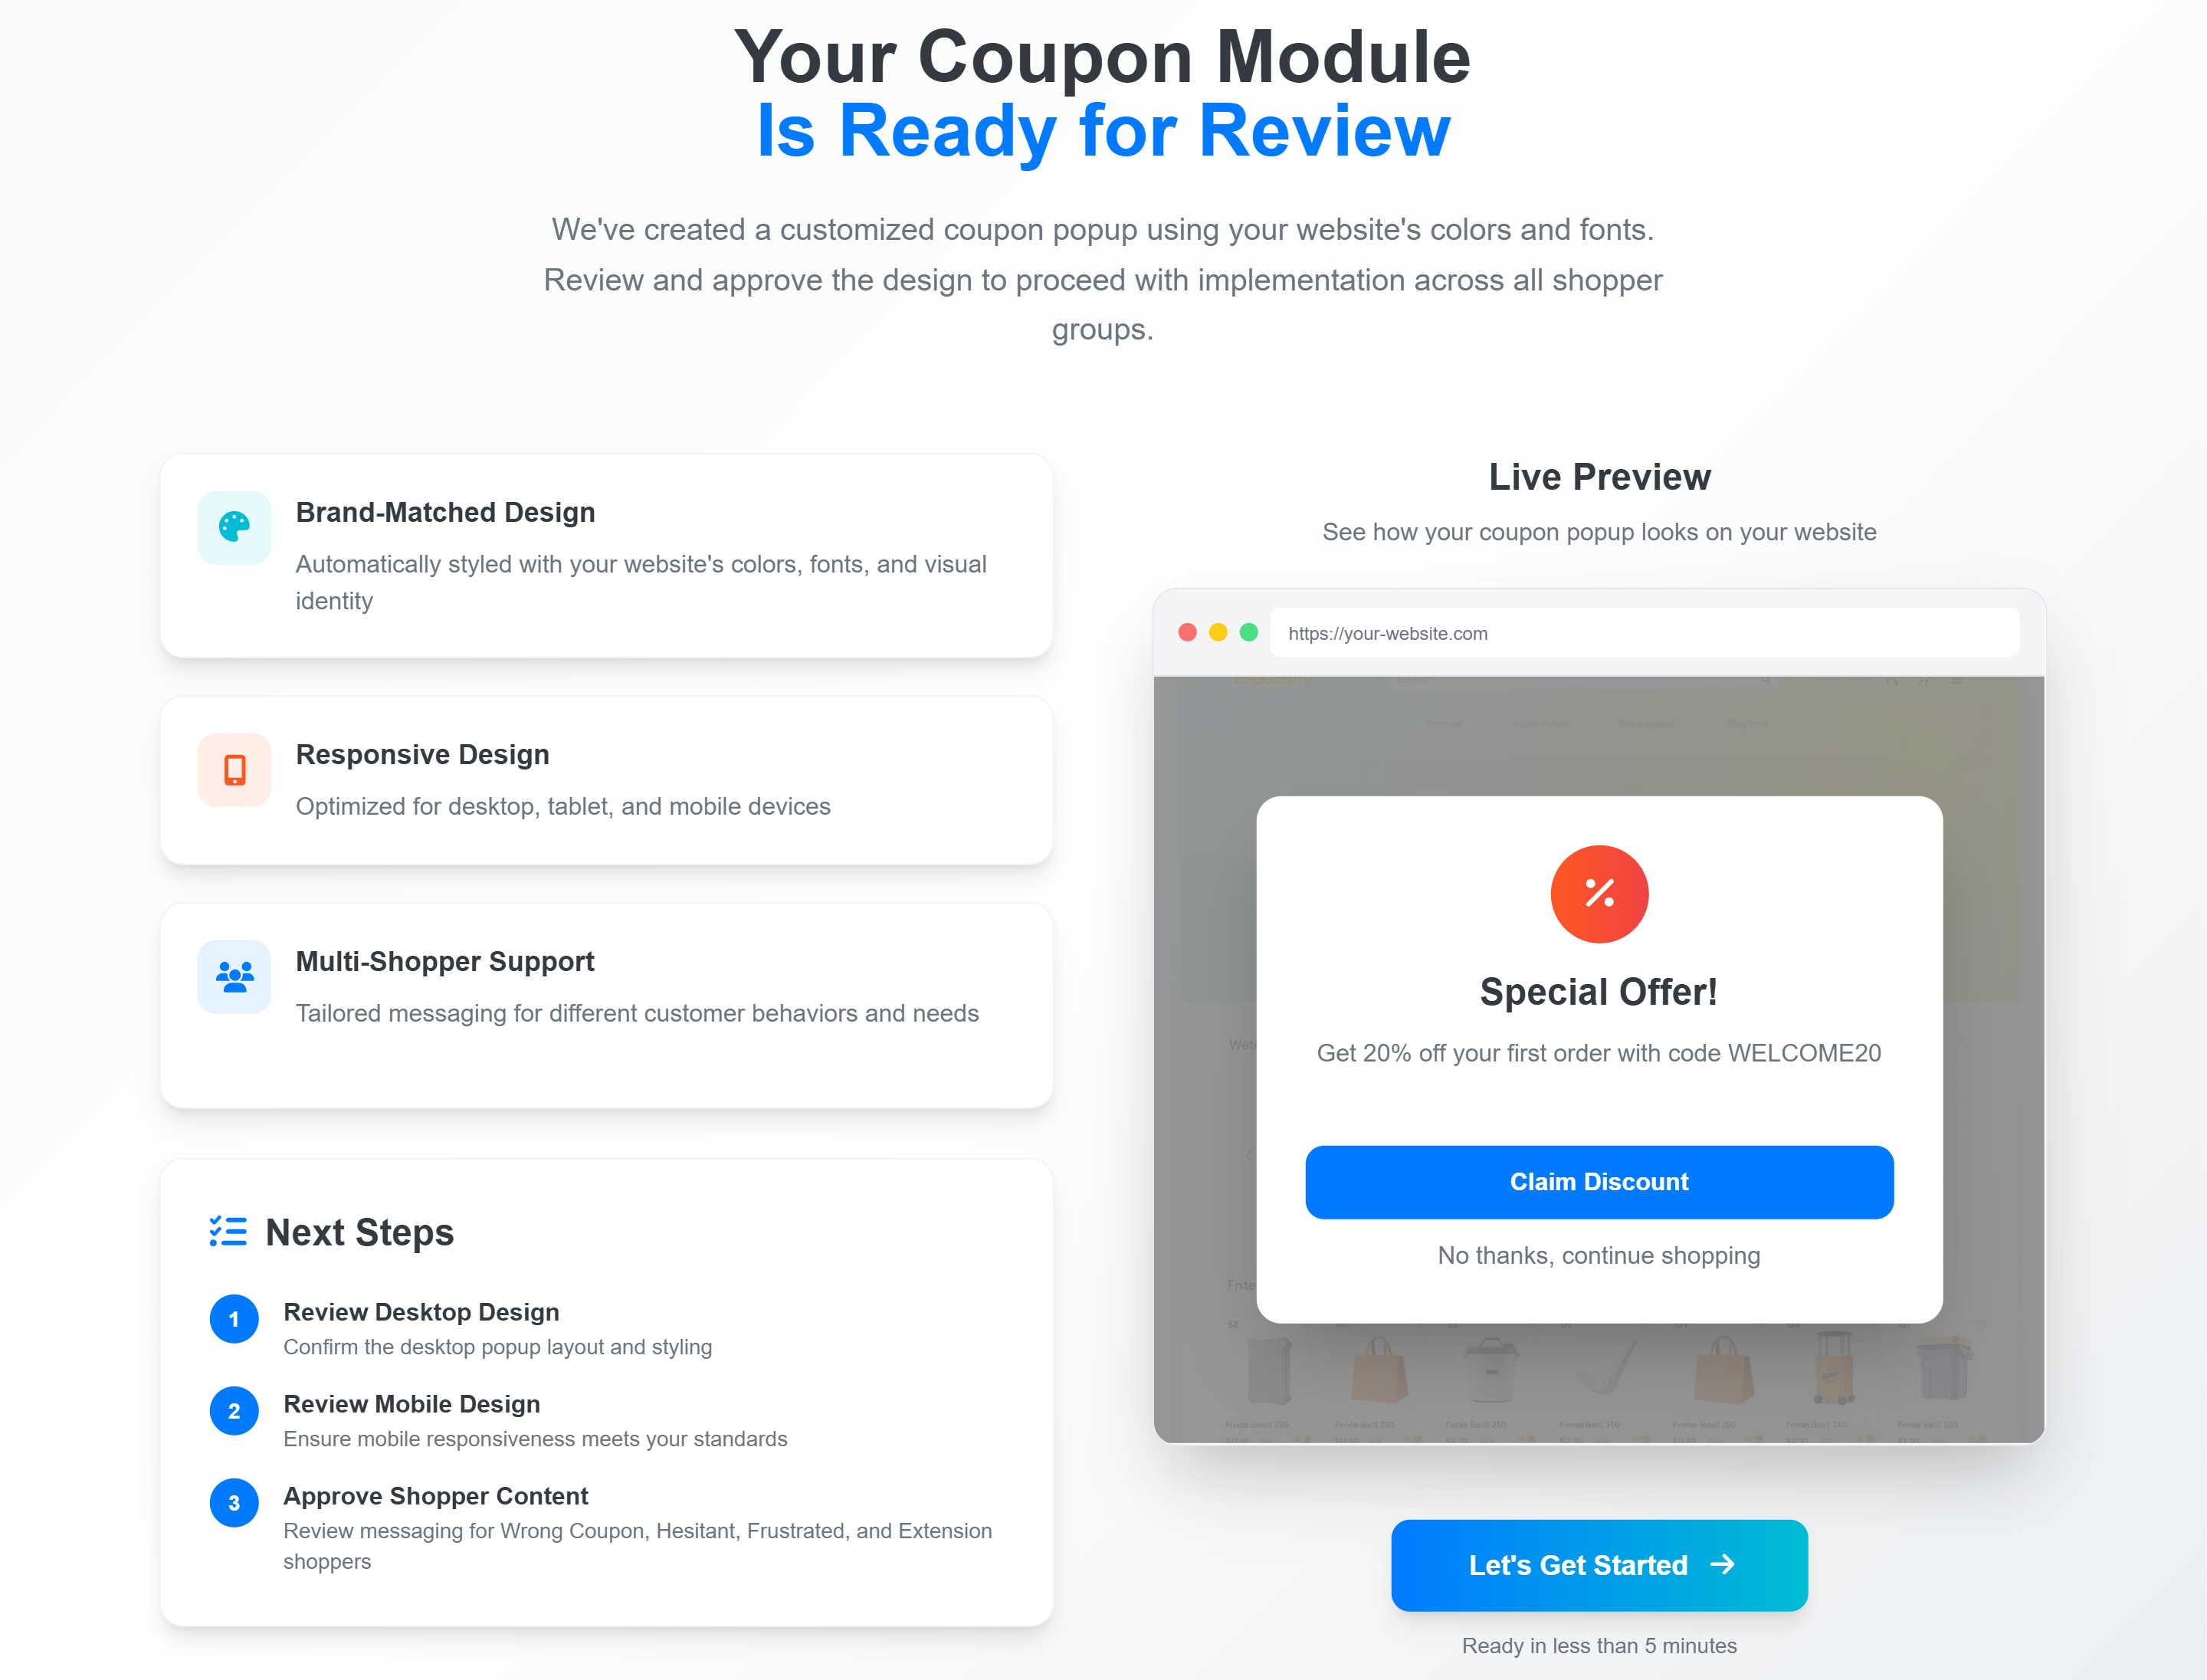 Your Coupon Module
Is Ready for Review
We've created a customized coupon popup using your website's colors and fonts.
Review and approve the design to proceed with implementation across all shopper
groups.
Brand-Matched Design
Automatically styled with your website's colors, fonts, and visual
identity
Responsive Design
Optimized for desktop, tablet, and mobile devices
Multi-Shopper Support
Tailored messaging for different customer behaviors and needs
Next Steps
1
Review Desktop Design
Confirm the desktop popup layout and styling
2
Review Mobile Design
Ensure mobile responsiveness meets your standards
3
Approve Shopper Content
Review messaging for Wrong Coupon, Hesitant, Frustrated, and Extension
shoppers
Live Preview
See how your coupon popup looks on your website
https://your-website.com
Special Offer!
Get 20% off your first order with code WELCOME20
Claim Discount
No thanks, continue shopping
Let's Get Started
Ready in less than 5 minutes